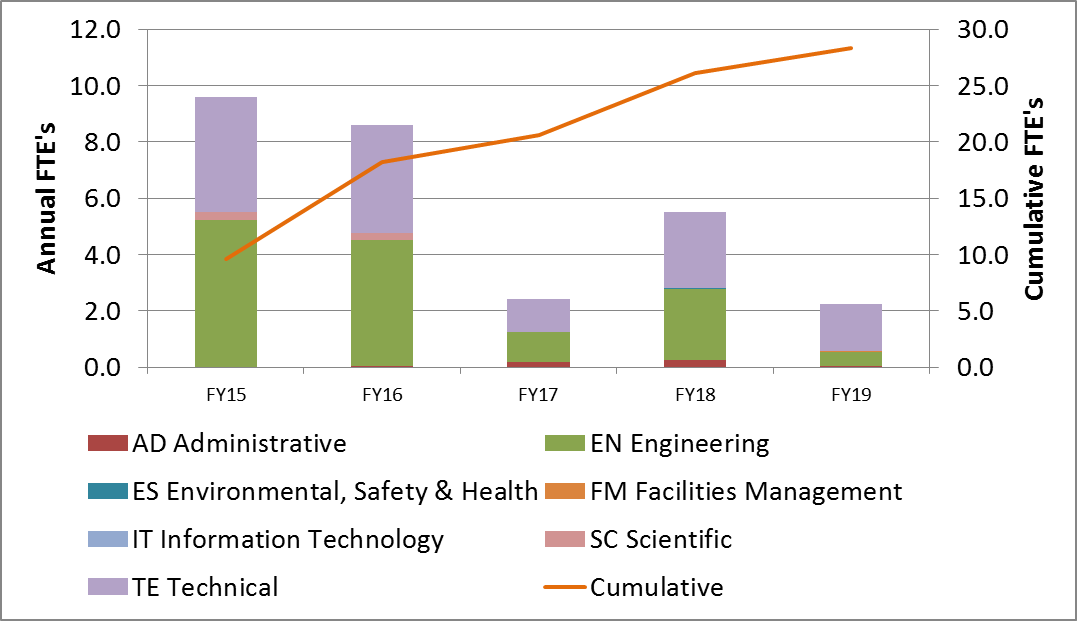 12.0 30.0
10.0 25.0
8.0 20.0
6.0 15.0
4.0 10.0
2.0 5.0
0.0 0.0
Annual FTE's
Cumulative FTE's
FY15 FY16 FY17 FY18 FY19
AD Administrative EN Engineering
ES Environmental, Safety & Health FM Facilities Management
IT Information Technology SC Scientific
TE Technical Cumulative